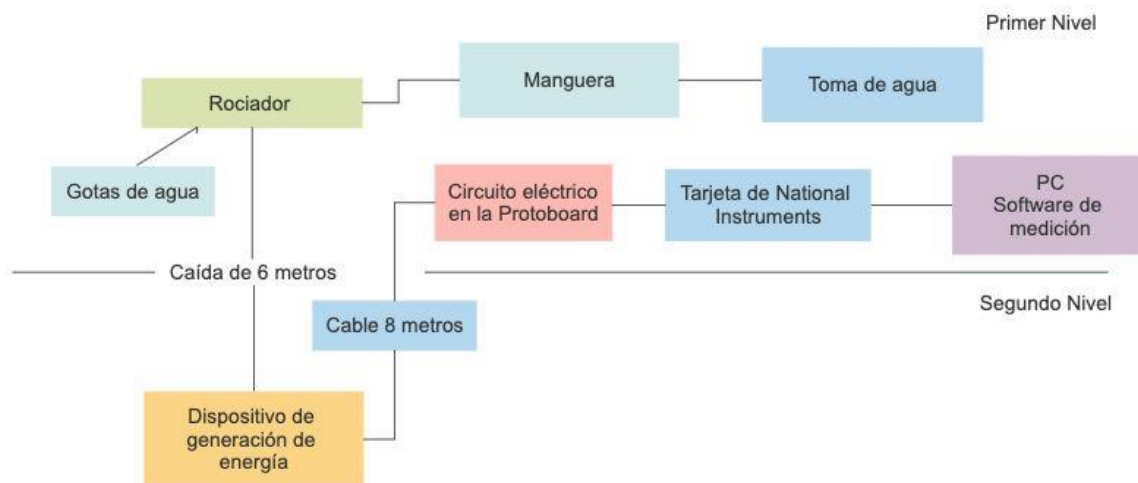 Primer Nivel
Manguera
Toma de agua
Rociador
Gotas de agua
Circuito eléctrico
en la Protoboard
Tarjeta de National
Instruments
PC
Software de
medición
Caída de 6 metros
Segundo Nivel
Cable 8 metros
Dispositivo de
generación de
energía